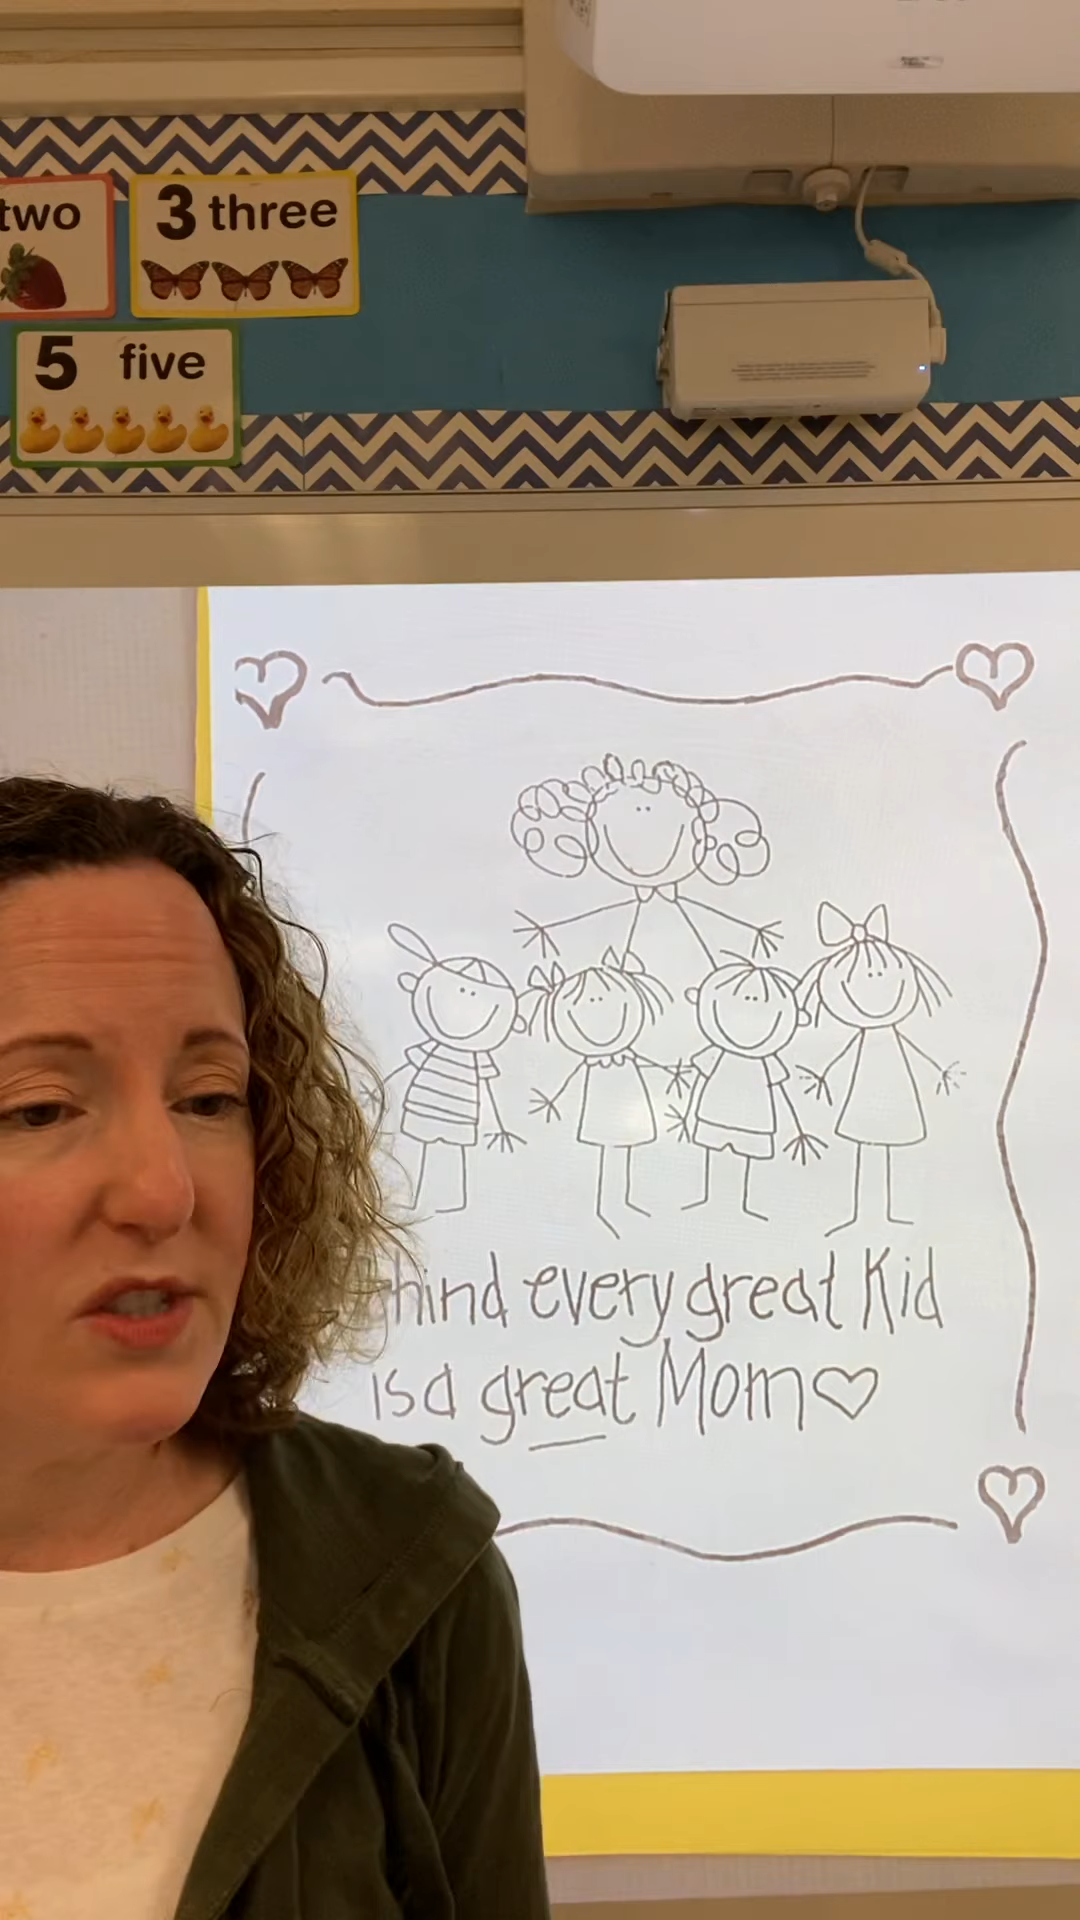 two
3 three
5 five
hind every great Kid
is a great Mom